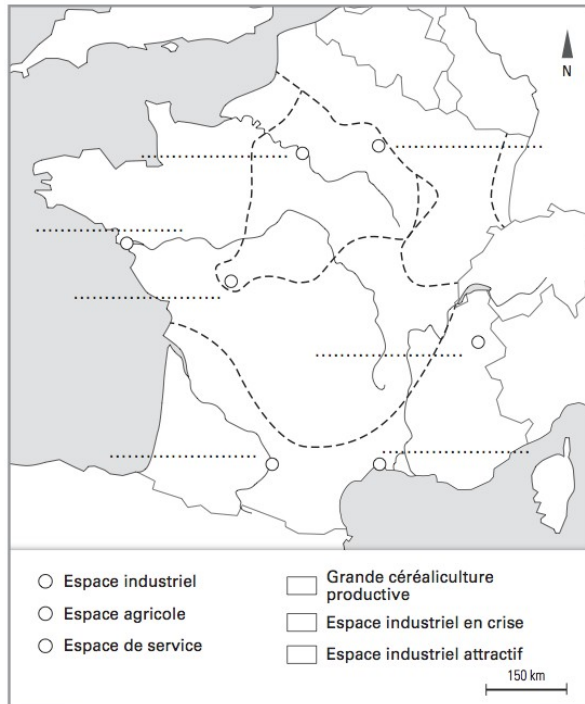 N
Espace industriel
Espace agricole
Espace de service
Grande céréaliculture
productive
Espace industriel en crise
Espace industriel attractif
150 km